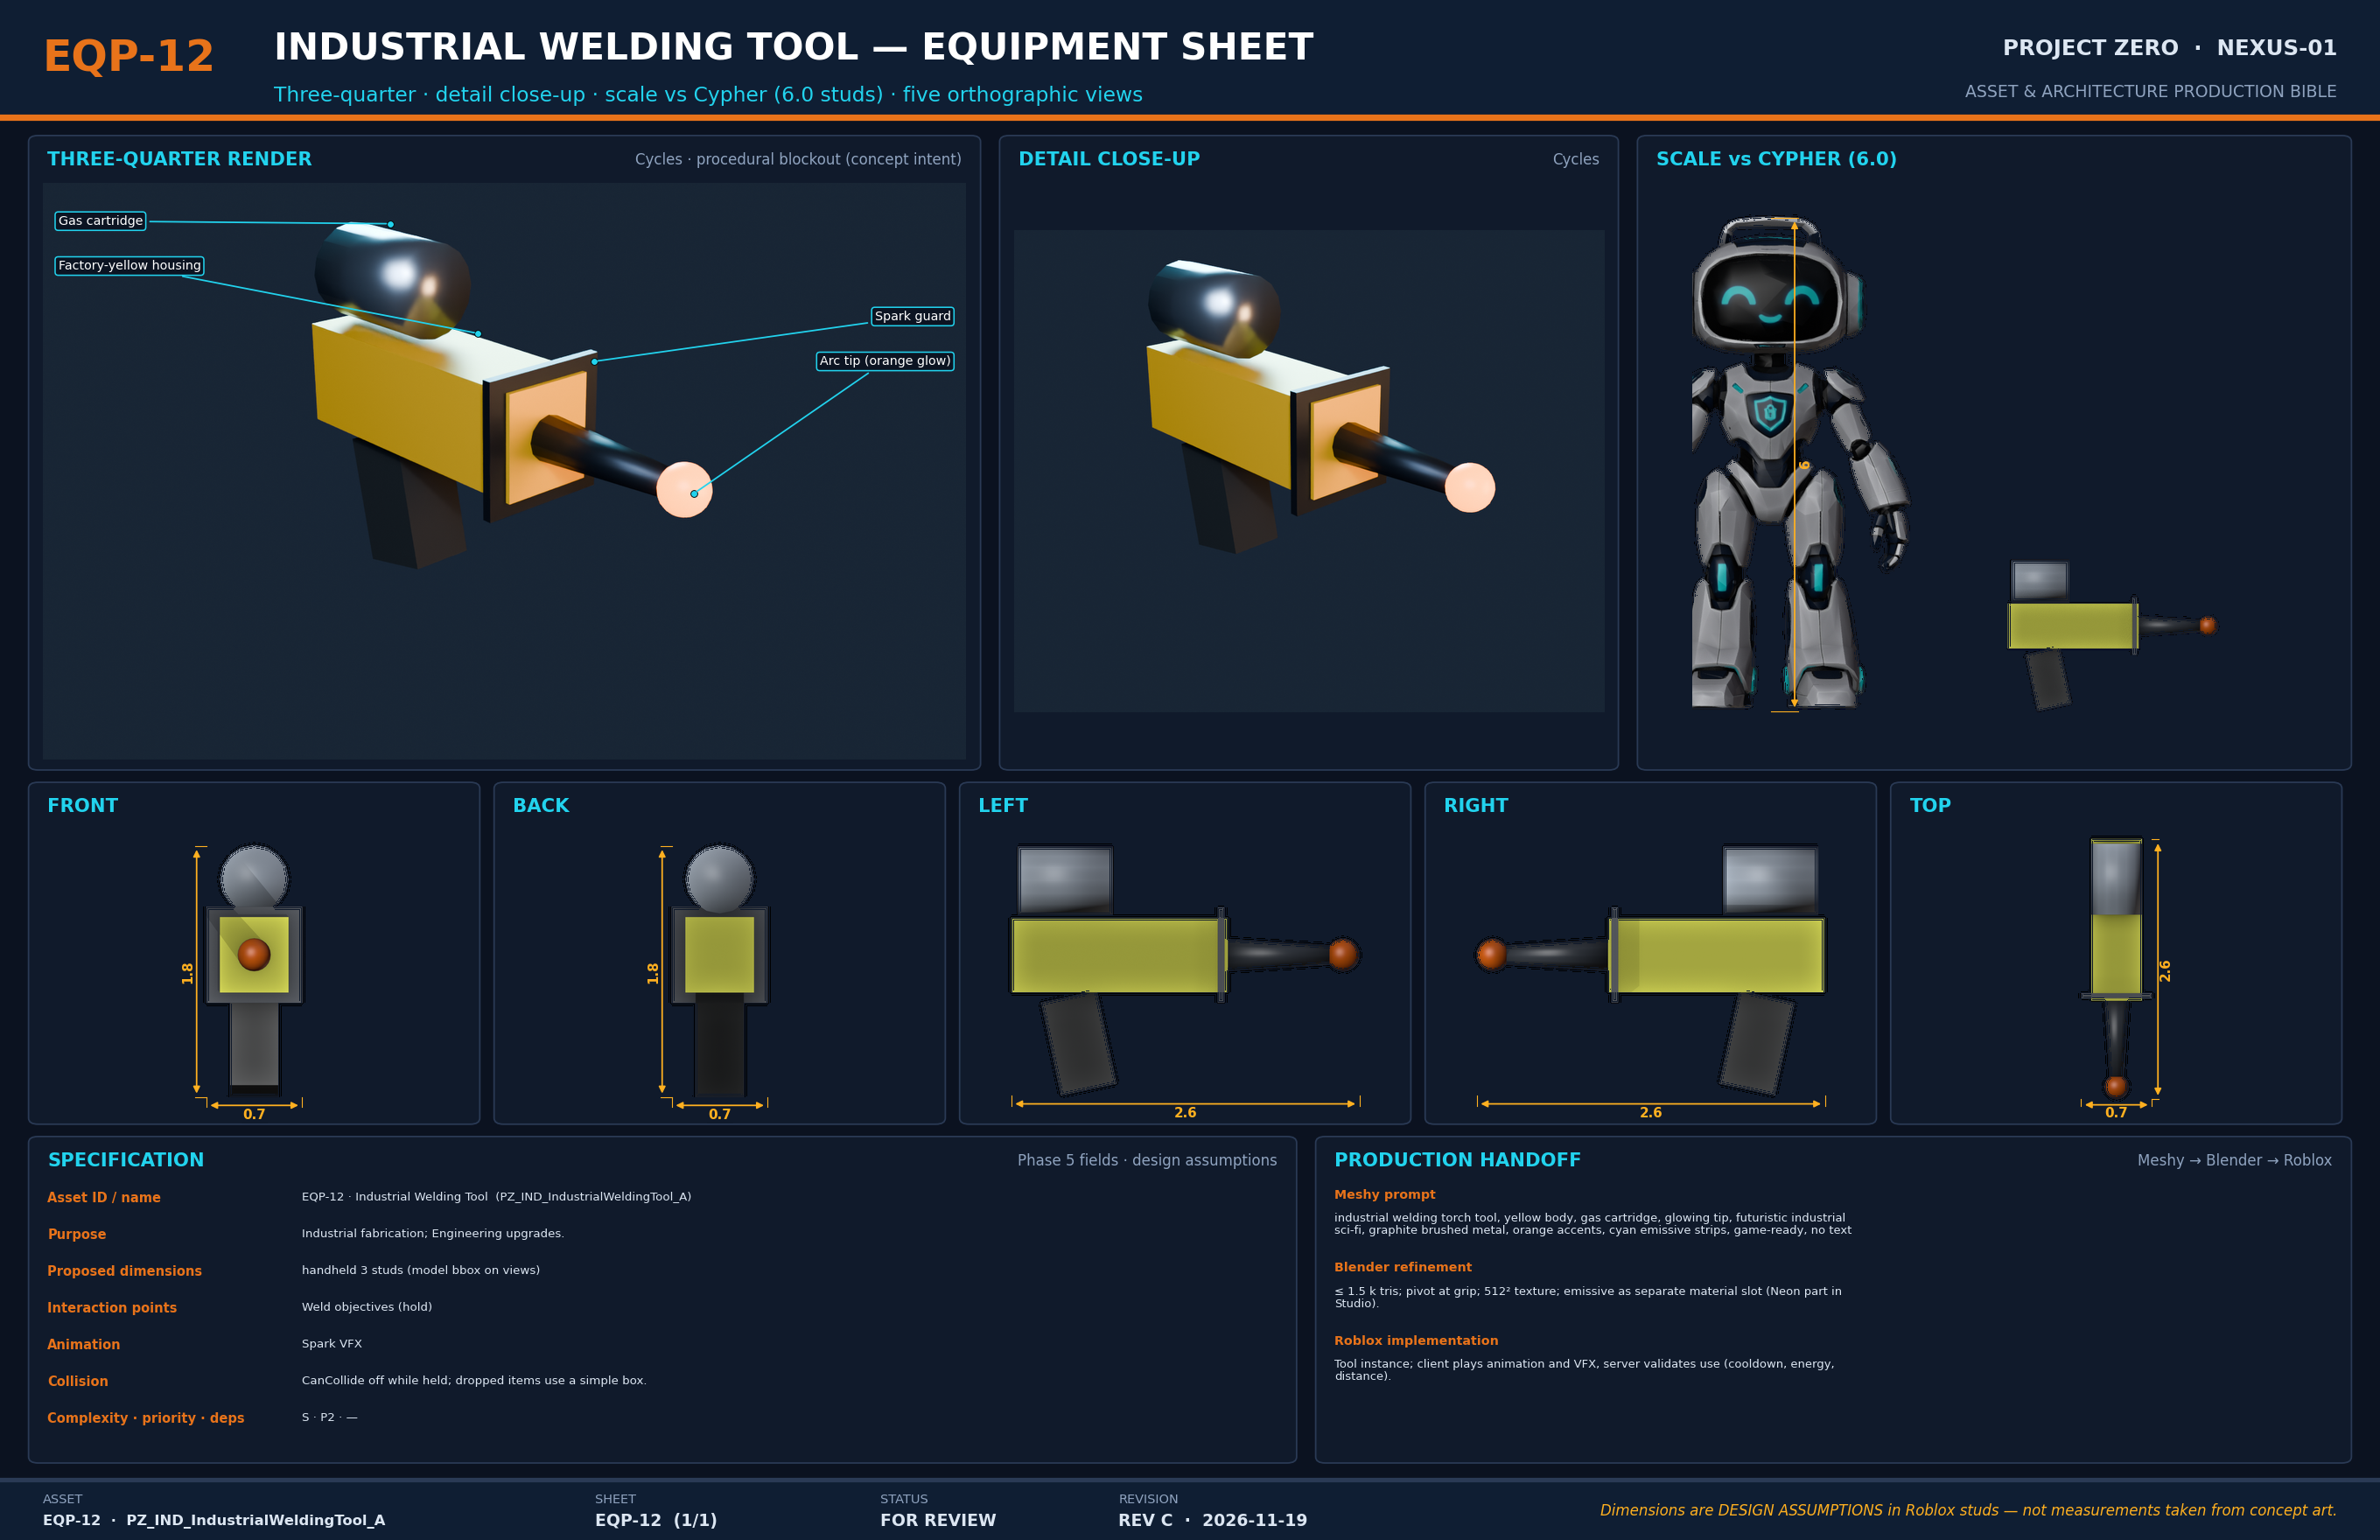 EQP-12
INDUSTRIAL WELDING TOOL — EQUIPMENT SHEET
Three-quarter · detail close-up · scale vs Cypher (6.0 studs) · five orthographic views
PROJECT ZERO · NEXUS-01
ASSET & ARCHITECTURE PRODUCTION BIBLE
THREE-QUARTER RENDER
Cycles · procedural blockout (concept intent)
Gas cartridge
Factory-yellow housing
Spark guard
Arc tip (orange glow)
DETAIL CLOSE-UP
Cycles
SCALE vs CYPHER (6.0)
6
FRONT
1.8
0.7
BACK
1.8
0.7
LEFT
2.6
RIGHT
2.6
TOP
2.6
0.7
SPECIFICATION
Phase 5 fields · design assumptions
Asset ID / name
EQP-12 · Industrial Welding Tool (PZ_IND_IndustrialWeldingTool_A)
Purpose
Industrial fabrication; Engineering upgrades.
Proposed dimensions
handheld 3 studs (model bbox on views)
Interaction points
Weld objectives (hold)
Animation
Spark VFX
Collision
CanCollide off while held; dropped items use a simple box.
Complexity · priority · deps
S · P2 · —
PRODUCTION HANDOFF
Meshy → Blender → Roblox
Meshy prompt
industrial welding torch tool, yellow body, gas cartridge, glowing tip, futuristic industrial
sci-fi, graphite brushed metal, orange accents, cyan emissive strips, game-ready, no text
Blender refinement
≤ 1.5 k tris; pivot at grip; 512² texture; emissive as separate material slot (Neon part in
Studio).
Roblox implementation
Tool instance; client plays animation and VFX, server validates use (cooldown, energy,
distance).
ASSET
EQP-12 · PZ_IND_IndustrialWeldingTool_A
SHEET
EQP-12 (1/1)
STATUS
FOR REVIEW
REVISION
REV C · 2026-11-19
Dimensions are DESIGN ASSUMPTIONS in Roblox studs — not measurements taken from concept art.